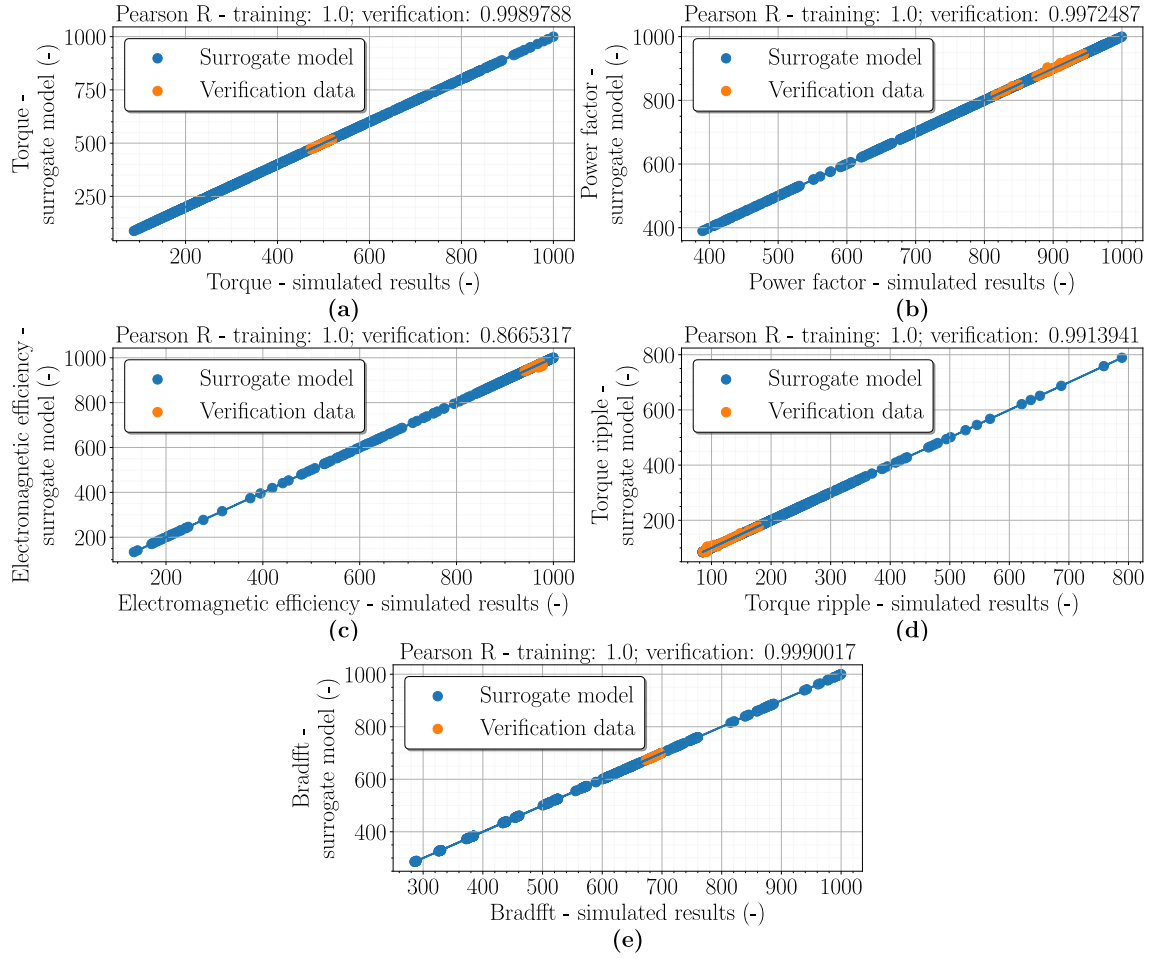 Pearson R - training: 1.0; verification: 0.9989788
Torque -
surrogate model (-)
1000
750
500
250
Surrogate model
Verification data
200 400 600 800 1000
Torque - simulated results (-)
(a)
Pearson R - training: 1.0; verification: 0.9972487
Power factor -
surrogate model (-)
1000
800
600
400
Surrogate model
Verification data
400 500 600 700 800 900 1000
Power factor - simulated results (-)
(b)
Pearson R - training: 1.0; verification: 0.8665317
Electromagnetic efficiency -
surrogate model (-)
1000
800
600
400
200
Surrogate model
Verification data
200 400 600 800 1000
Electromagnetic efficiency - simulated results (-)
(c)
Pearson R - training: 1.0; verification: 0.9913941
Torque ripple -
surrogate model (-)
800
600
400
200
Surrogate model
Verification data
100 200 300 400 500 600 700 800
Torque ripple - simulated results (-)
(d)
Pearson R - training: 1.0; verification: 0.9990017
Bradfft -
surrogate model (-)
1000
800
600
400
Surrogate model
Verification data
300 400 500 600 700 800 900 1000
Bradfft - simulated results (-)
(e)